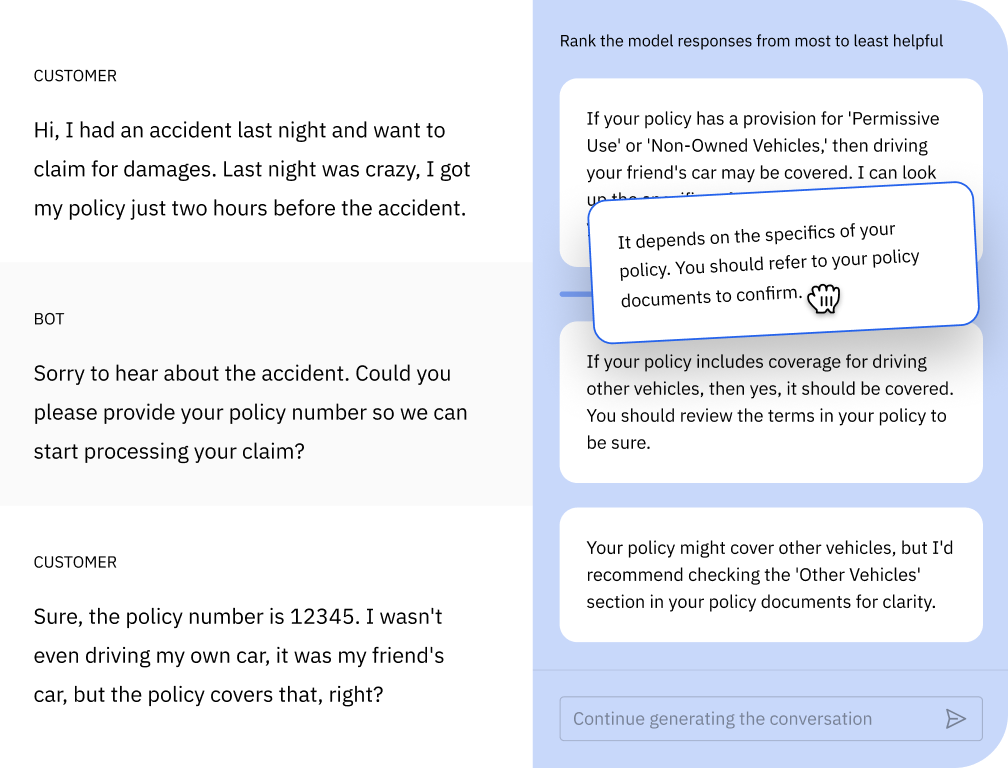 CUSTOMER
Hi, I had an accident last night and want to
claim for damages. Last night was crazy, I got
my policy just two hours before the accident.
BOT
Sorry to hear about the accident. Could you
please provide your policy number so we can
start processing your claim?
CUSTOMER
Sure, the policy number is 12345. I wasn't
even driving my own car, it was my friend's
car, but the policy covers that, right?
Rank the model responses from most to least helpful
If your policy has a provision for 'Permissive
Use' or 'Non-Owned Vehicles,' then driving
your friend's car may be covered. I can look
It depends on the specifics of your
policy. You should refer to your policy
documents to confirm.
If your policy includes coverage for driving
other vehicles, then yes, it should be covered.
You should review the terms in your policy to
be sure.
Your policy might cover other vehicles, but I'd
recommend checking the 'Other Vehicles'
section in your policy documents for clarity.
Continue generating the conversation